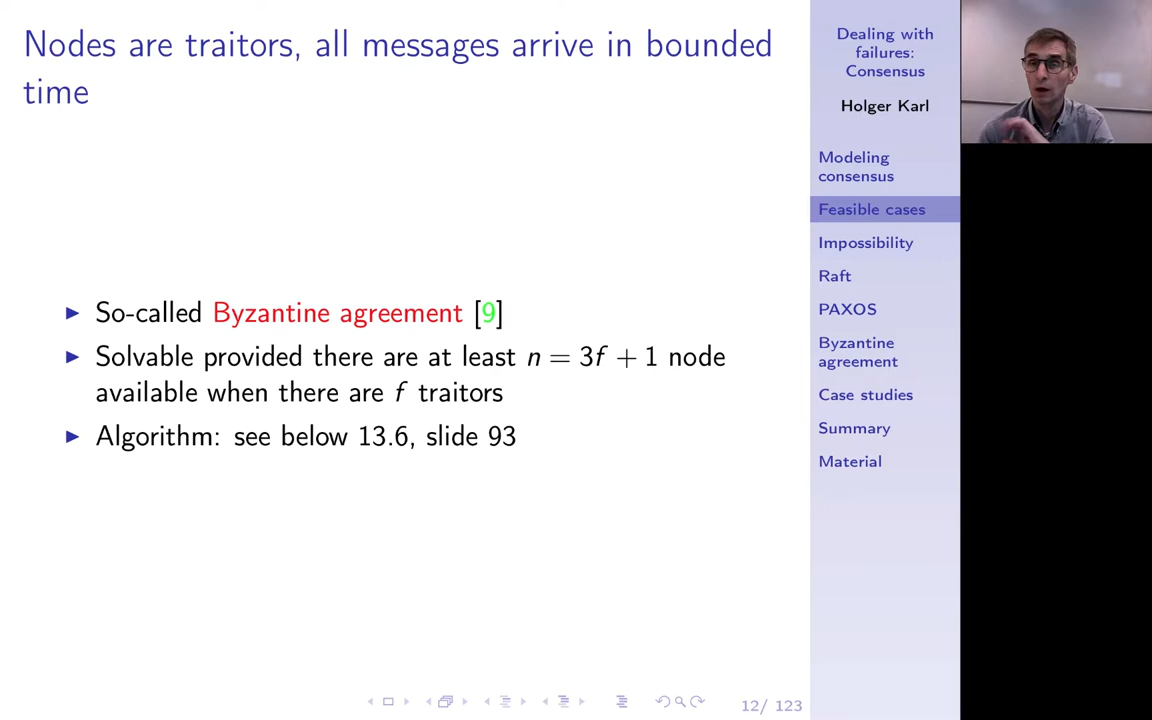 Nodes are traitors, all messages arrive in bounded
time
▶ So-called Byzantine agreement [9]
▶ Solvable provided there are at least n = 3f + 1 node
available when there are f traitors
▶ Algorithm: see below 13.6, slide 93
12/ 123
Dealing with
failures:
Consensus
Holger Karl
Modeling
consensus
Feasible cases
Impossibility
Raft
PAXOS
Byzantine
agreement
Case studies
Summary
Material